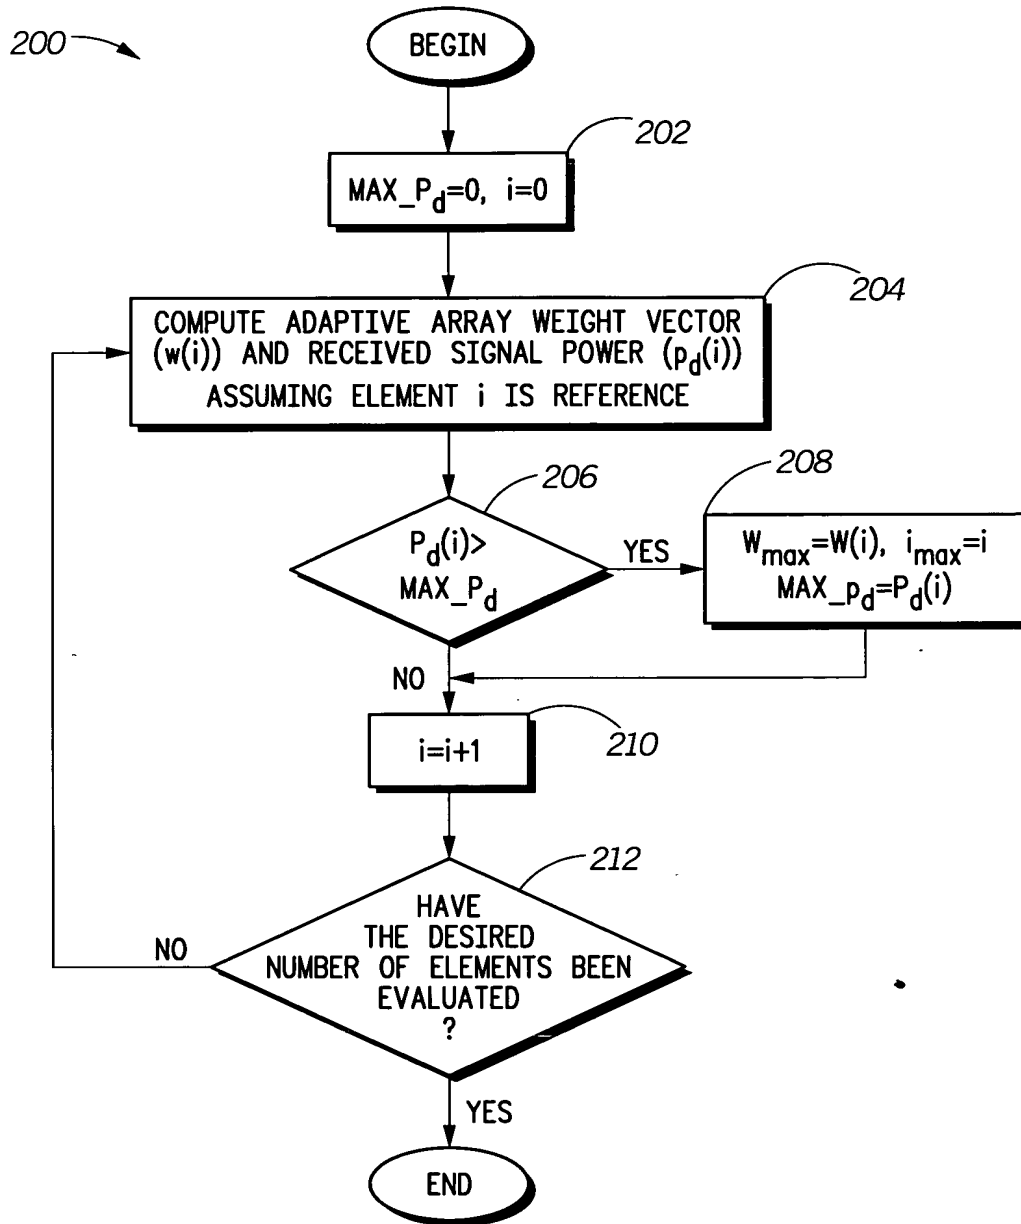 200
BEGIN
202
MAX_Pd=0, i=0
204
COMPUTE ADAPTIVE ARRAY WEIGHT VECTOR
(w(i)) AND RECEIVED SIGNAL POWER (pd(i))
ASSUMING ELEMENT i IS REFERENCE
206
Pd(i)>
MAX_Pd
YES
208
Wmax=W(i), imax=i
MAX_pd=Pd(i)
NO
210
i=i+1
212
HAVE
THE DESIRED
NUMBER OF ELEMENTS BEEN
EVALUATED
?
NO
YES
END